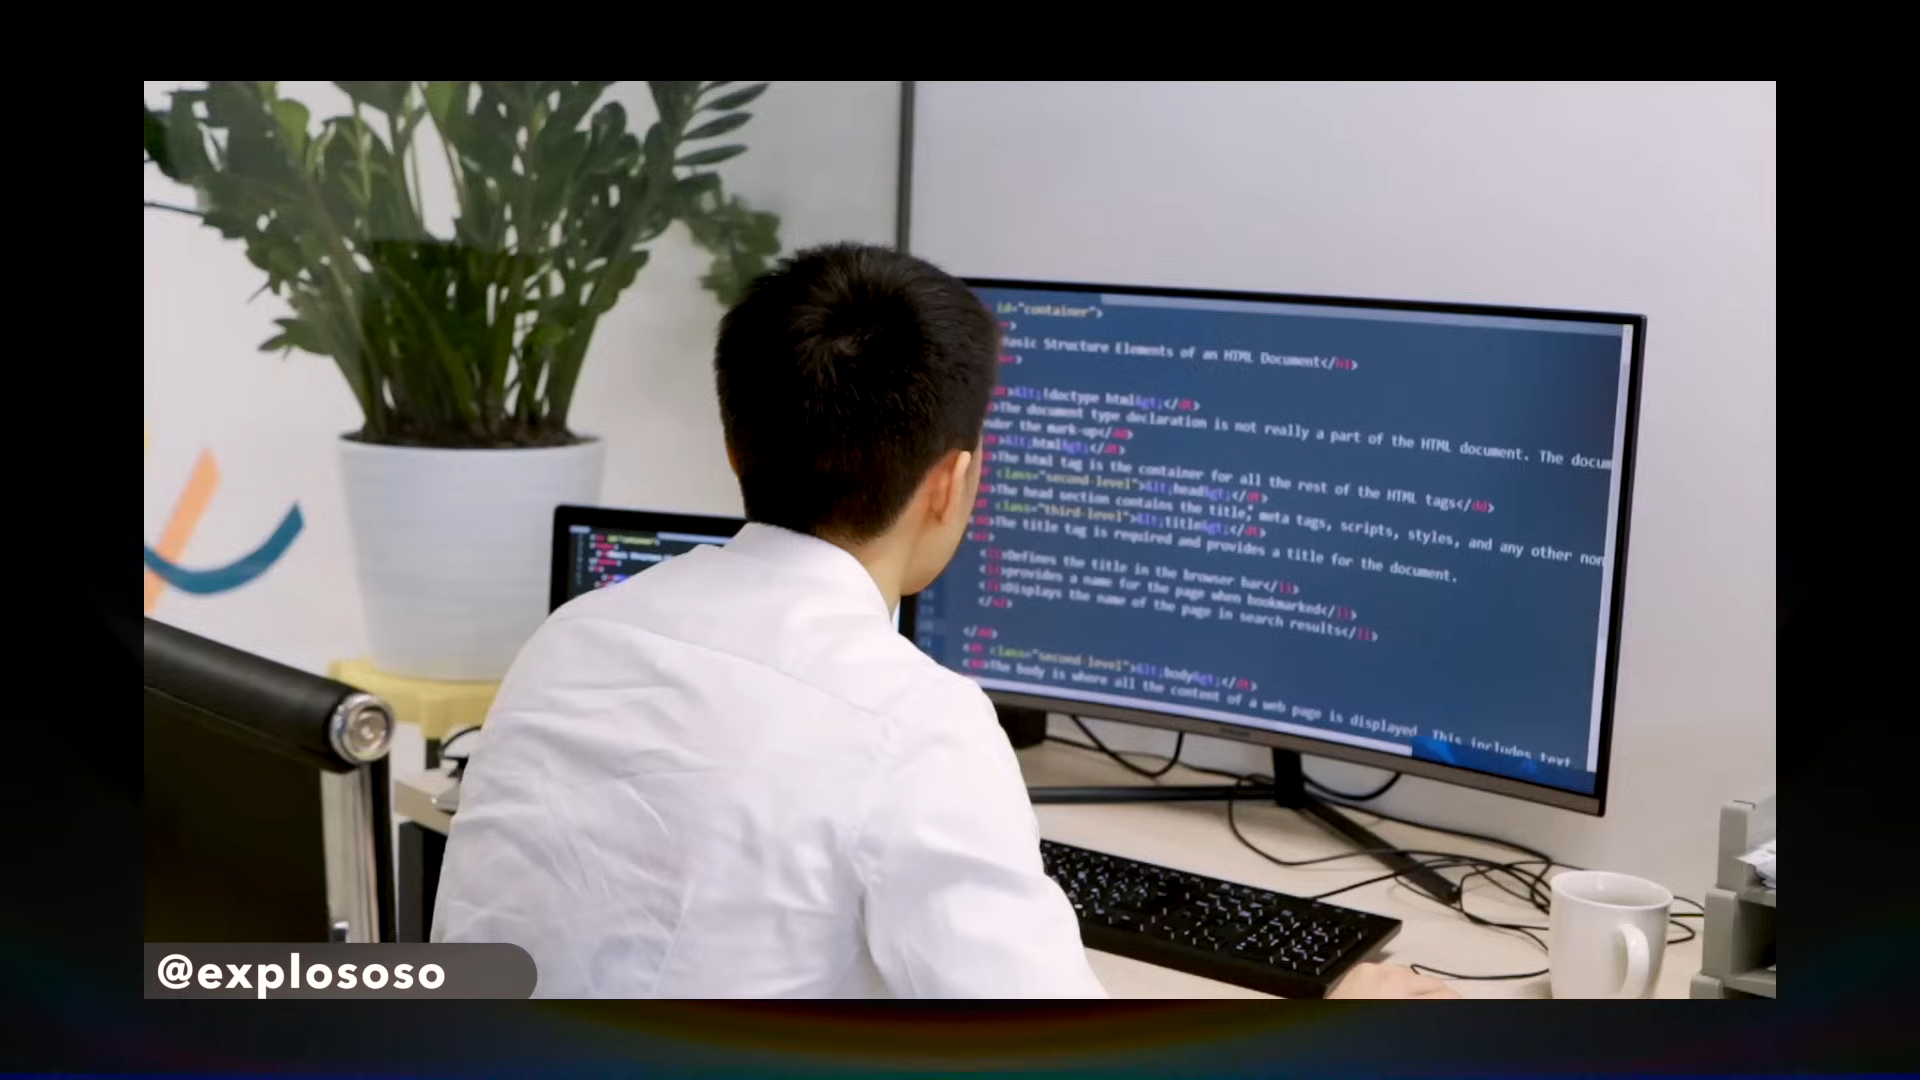 id="container">
Basic Structure Elements of an HTML Document</h1>
&lt;!doctype html&gt;</dt>
>The document type declaration is not really a part of the HTML document. The docum
nder the mark-up</dd>
&lt;html&gt;</dt>
>The html tag is the container for all the rest of the HTML tags</dd>
class="second-level">&lt;head&gt;</dt>
>The head section contains the title, meta tags, scripts, styles, and any other non
class="third-level">&lt;title&gt;</dt>
>The title tag is required and provides a title for the document.
<li>Defines the title in the browser bar</li>
<li>provides a name for the page when bookmarked</li>
<li>Displays the name of the page in search results</li>
</ul>
</dd>
<dt class="second-level">&lt;body&gt;</dt>
<dd>The body is where all the content of a web page is displayed. This includes text
@explososo